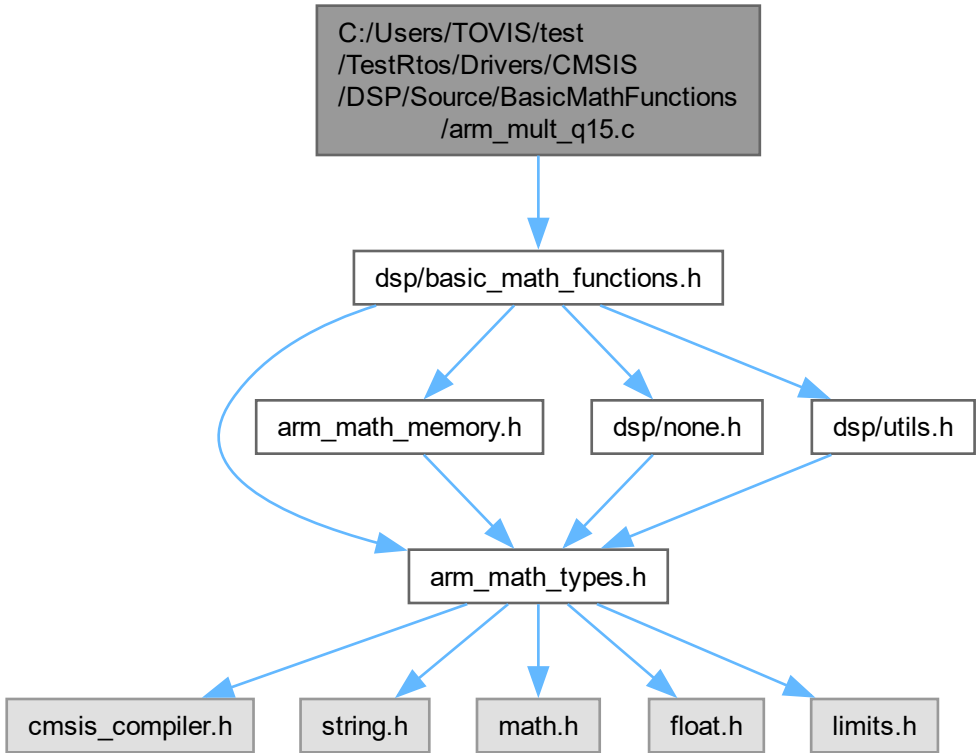 C:/Users/TOVIS/test
/TestRtos/Drivers/CMSIS
/DSP/Source/BasicMathFunctions
/arm_mult_q15.c
dsp/basic_math_functions.h
arm_math_memory.h
dsp/none.h
dsp/utils.h
arm_math_types.h
cmsis_compiler.h
string.h
math.h
float.h
limits.h